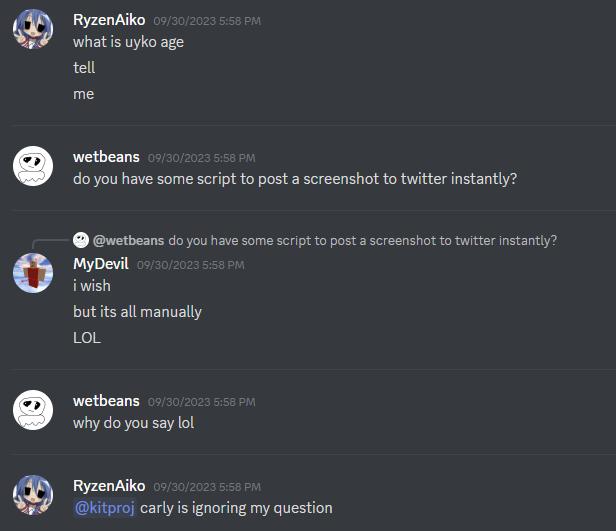 RyzenAiko 09/30/2023 5:58 PM
what is uyko age
tell
me
wetbeans 09/30/2023 5:58 PM
do you have some script to post a screenshot to twitter instantly?
@wetbeans do you have some script to post a screenshot to twitter instantly?
MyDevil 09/30/2023 5:58 PM
i wish
but its all manually
LOL
wetbeans 09/30/2023 5:58 PM
why do you say lol
RyzenAiko 09/30/2023 5:58 PM
@kitproj carly is ignoring my question